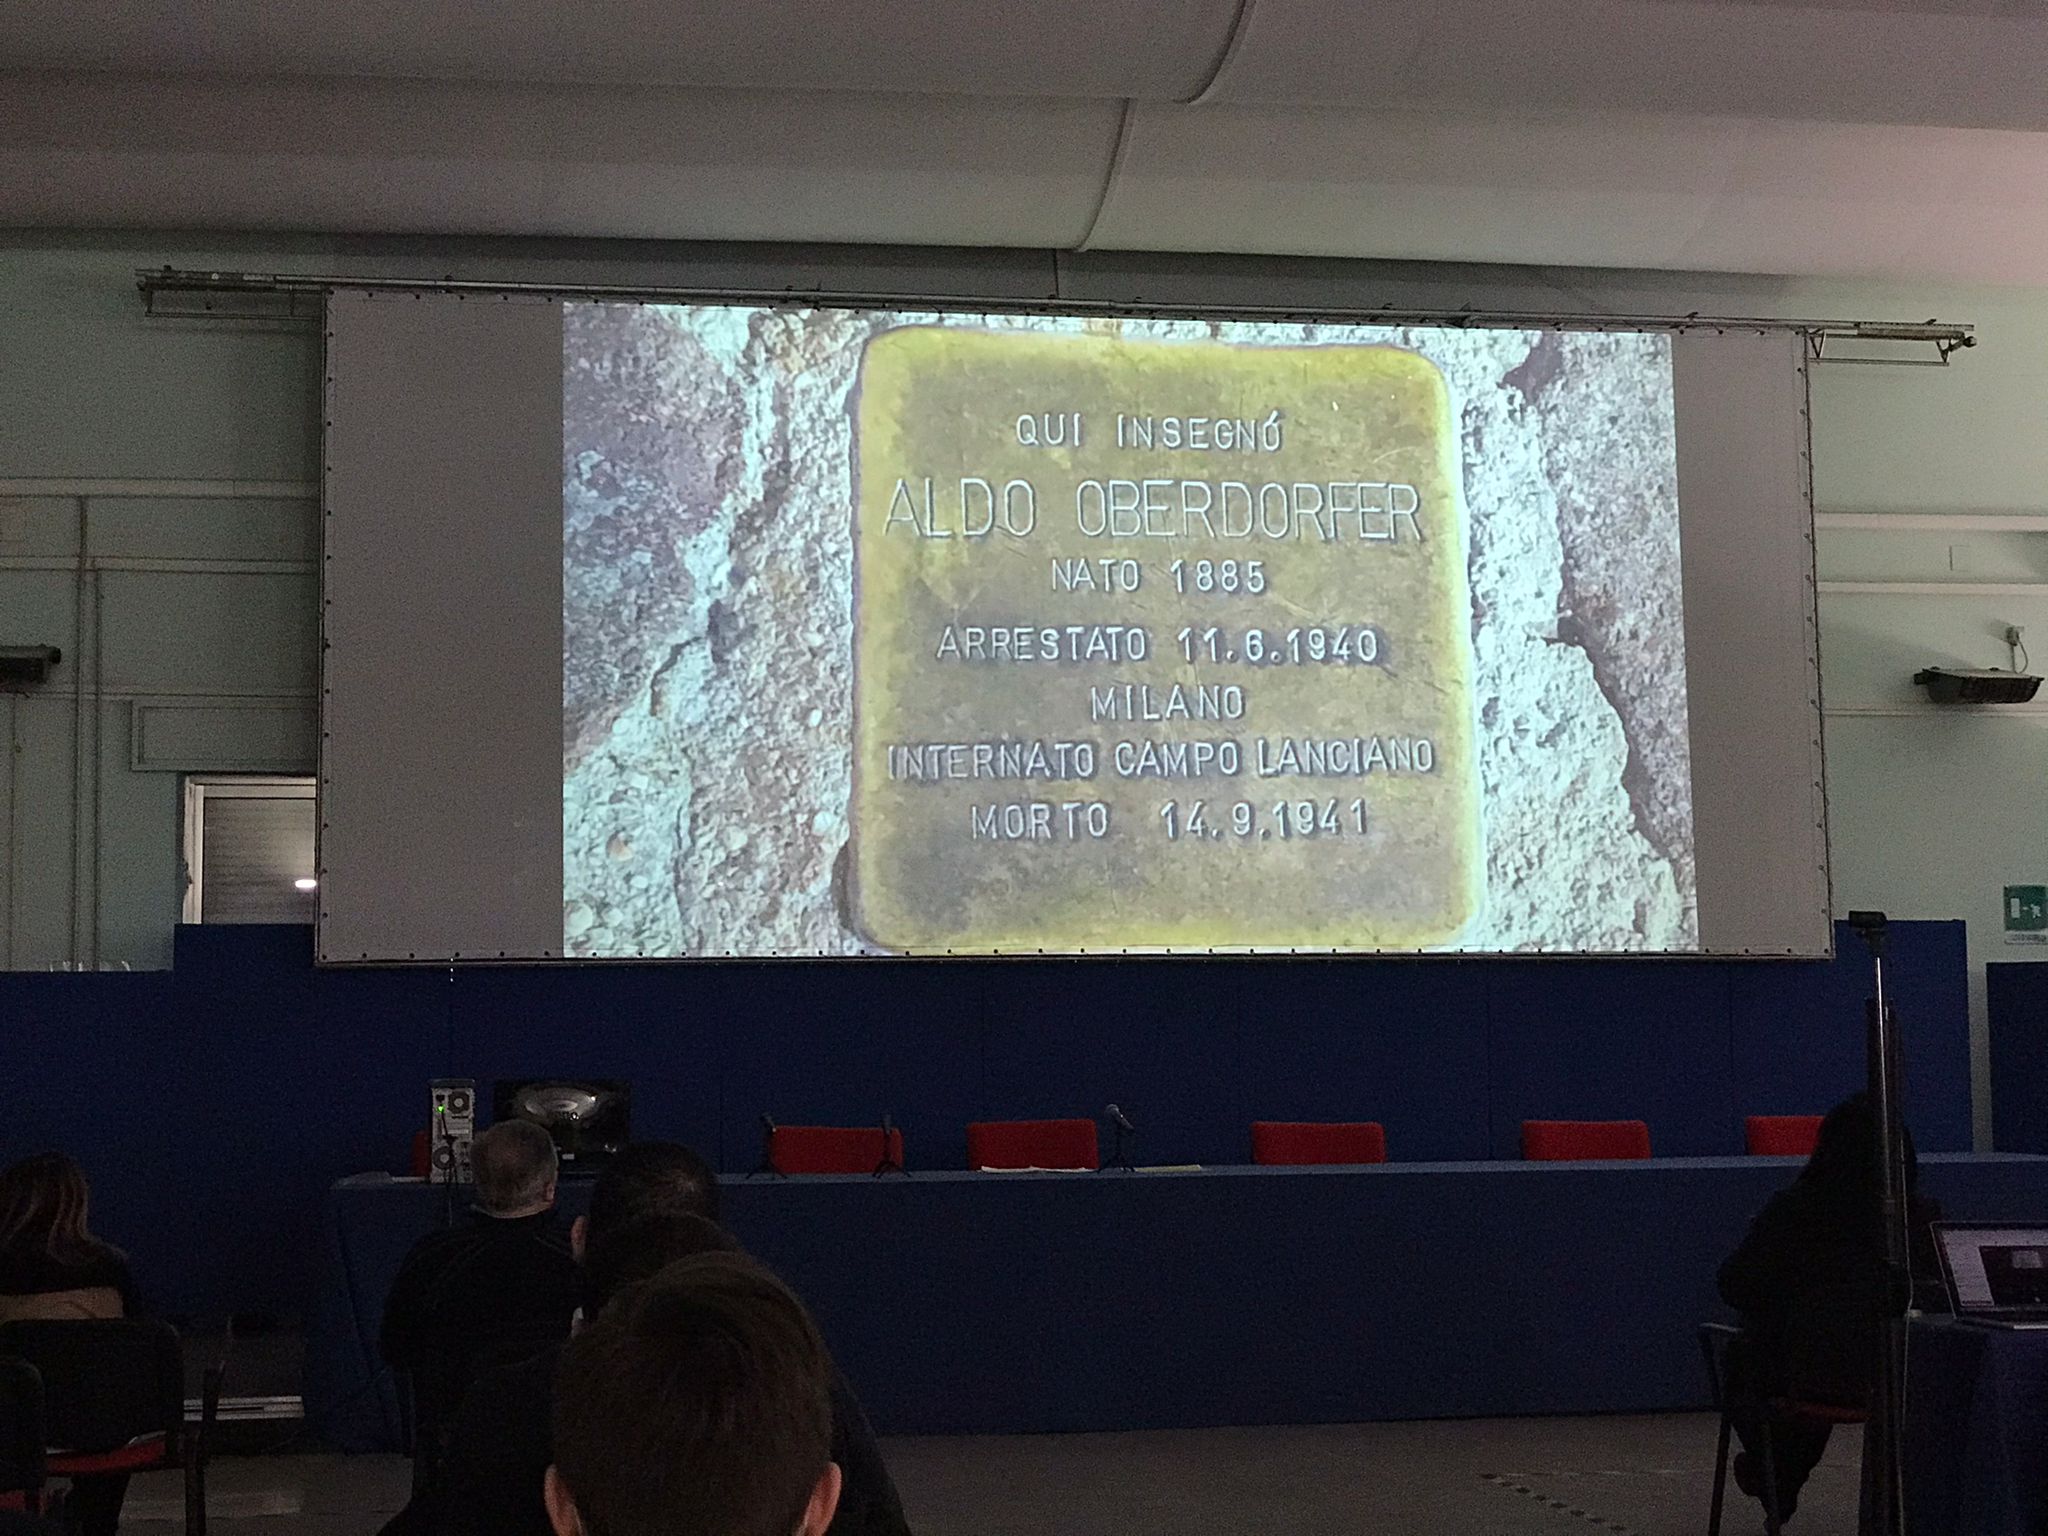 QUI INSEGNÓ
ALDO OBERDORFER
NATO 1885
ARRESTATO 11.6.1940
MILANO
INTERNATO CAMPO LANCIANO
MORTO 14.9.1941